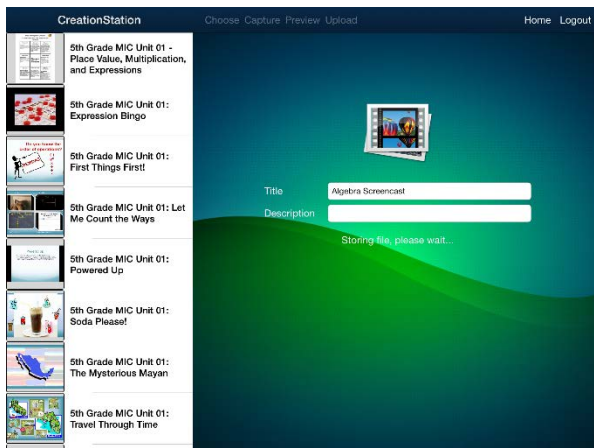 CreationStation
Choose Capture Preview Upload
Home Logout
5th Grade MIC Unit 01 -
Place Value, Multiplication,
and Expressions
5th Grade MIC Unit 01:
Expression Bingo
5th Grade MIC Unit 01:
First Things First!
5th Grade MIC Unit 01: Let
Me Count the Ways
5th Grade MIC Unit 01:
Powered Up
5th Grade MIC Unit 01:
Soda Please!
5th Grade MIC Unit 01:
The Mysterious Mayan
5th Grade MIC Unit 01:
Travel Through Time
Title
Algebra Screencast
Description
Storing file, please wait...